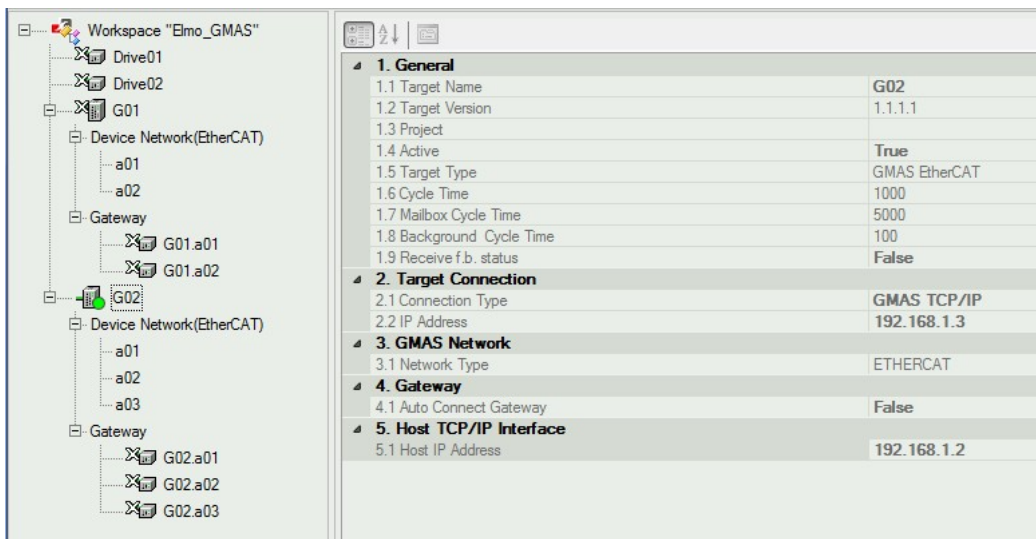 Workspace "Elmo_GMAS"
Drive01
Drive02
G01
Device Network(EtherCAT)
a01
a02
Gateway
G01.a01
G01.a02
G02
Device Network(EtherCAT)
a01
a02
a03
Gateway
G02.a01
G02.a02
G02.a03
1. General
1.1 Target Name G02
1.2 Target Version 1.1.1.1
1.3 Project
1.4 Active True
1.5 Target Type GMAS EtherCAT
1.6 Cycle Time 1000
1.7 Mailbox Cycle Time 5000
1.8 Background Cycle Time 100
1.9 Receive f.b. status False
2. Target Connection
2.1 Connection Type GMAS TCP/IP
2.2 IP Address 192.168.1.3
3. GMAS Network
3.1 Network Type ETHERCAT
4. Gateway
4.1 Auto Connect Gateway False
5. Host TCP/IP Interface
5.1 Host IP Address 192.168.1.2